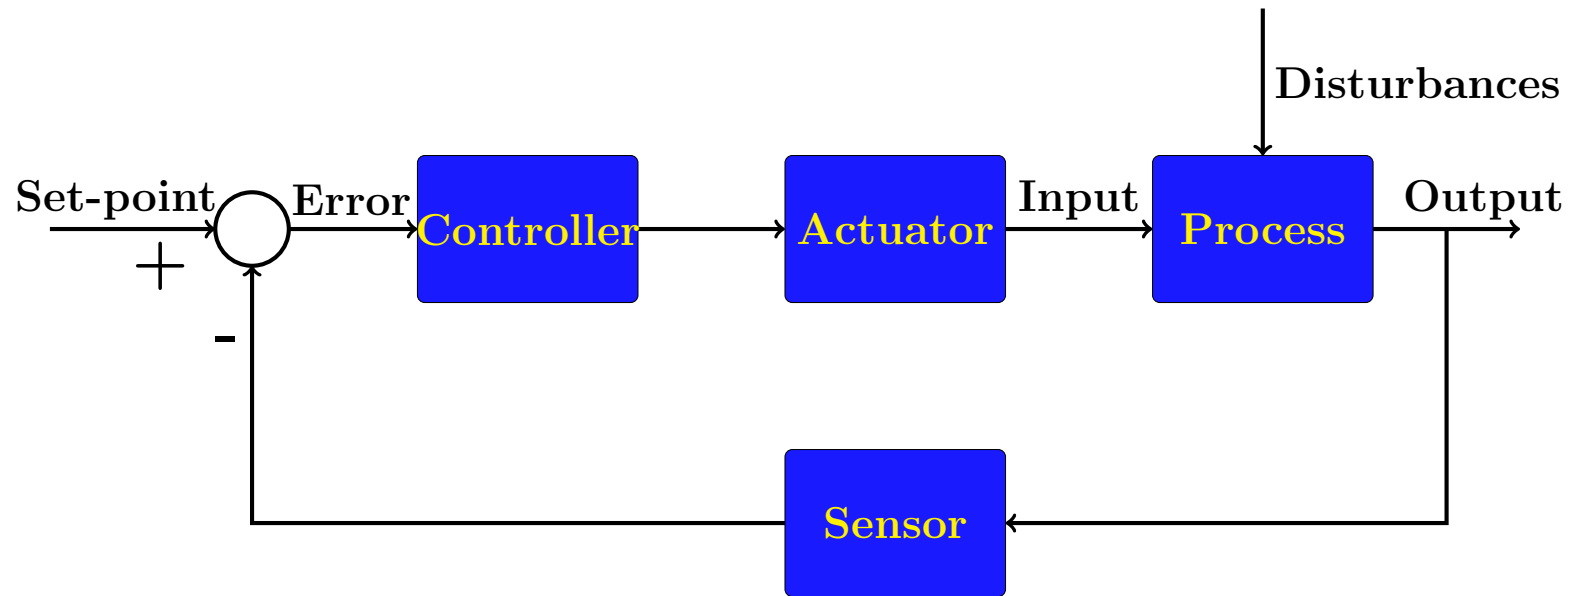 Disturbances
Set-point
Error
Controller
Actuator
Input
Process
Output
+
-
Sensor